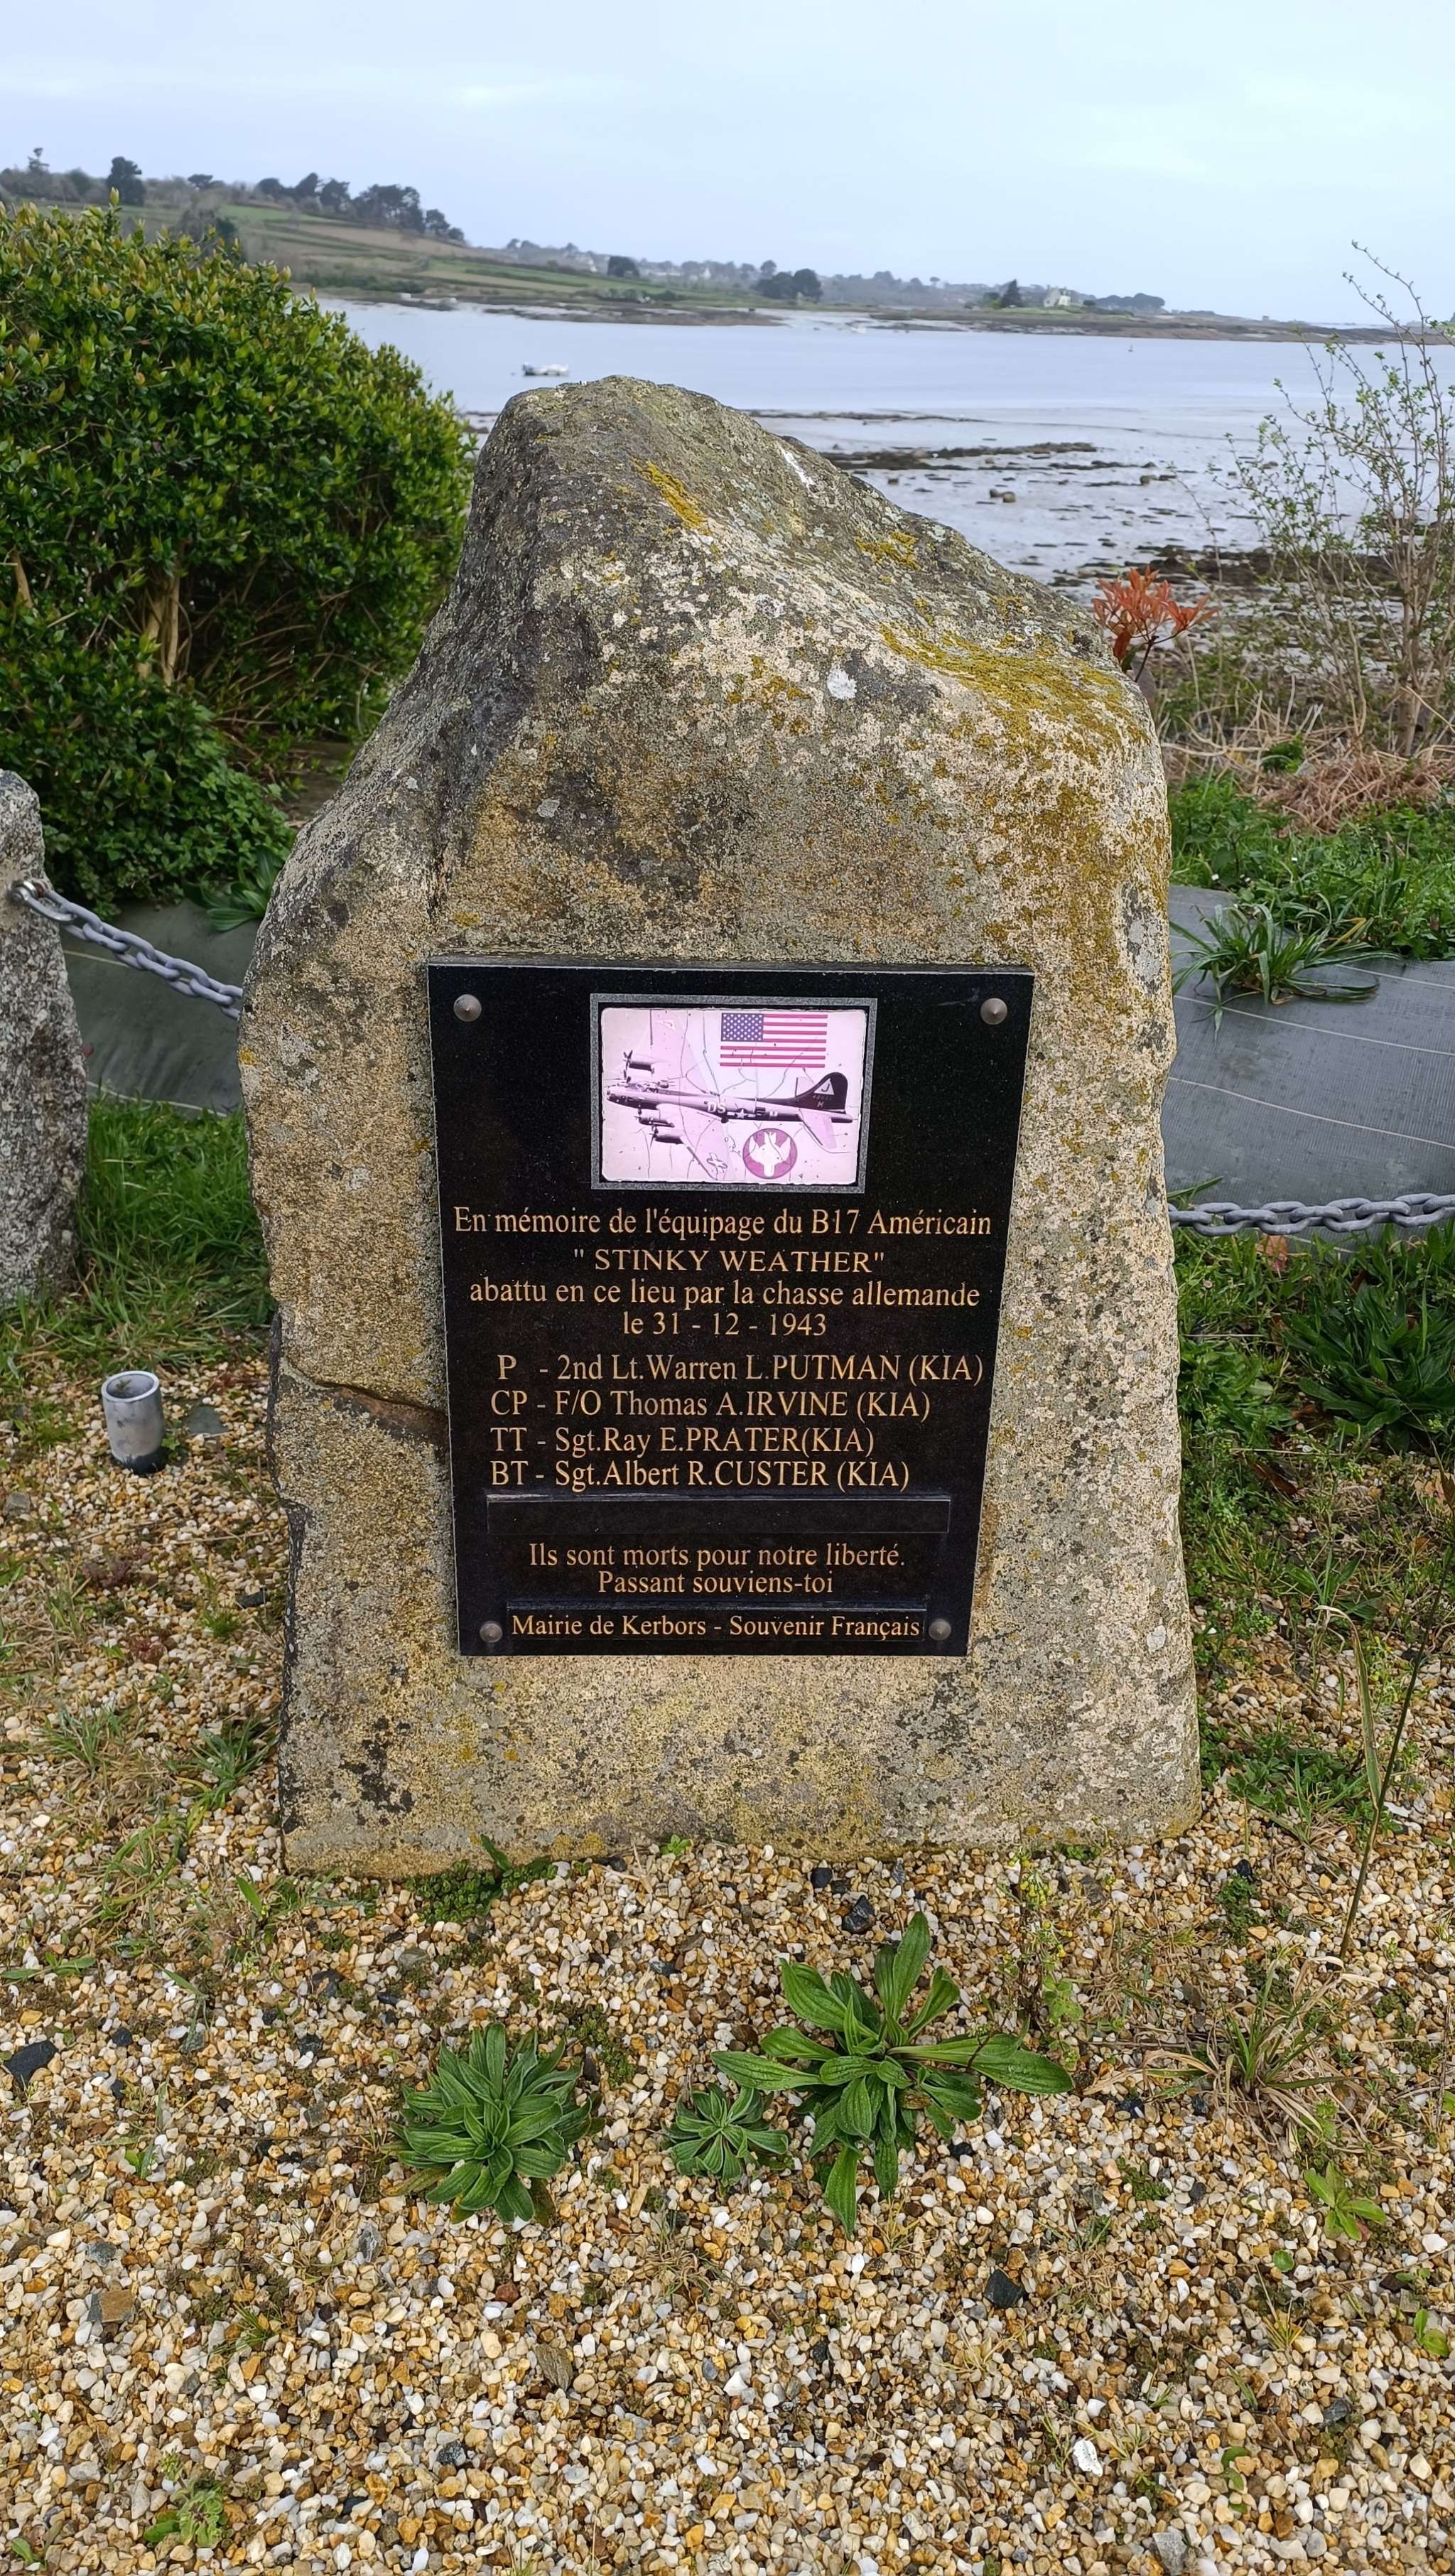 En mémoire de l'équipage du B17 Américain
" STINKY WEATHER"
abattu en ce lieu par la chasse allemande
le 31 - 12 - 1943
P - 2nd Lt.Warren L.PUTMAN (KIA)
CP - F/O Thomas A.IRVINE (KIA)
TT - Sgt.Ray E.PRATER(KIA)
BT - Sgt.Albert R.CUSTER (KIA)
Ils sont morts pour notre liberté.
Passant souviens-toi
Mairie de Kerbors - Souvenir Français